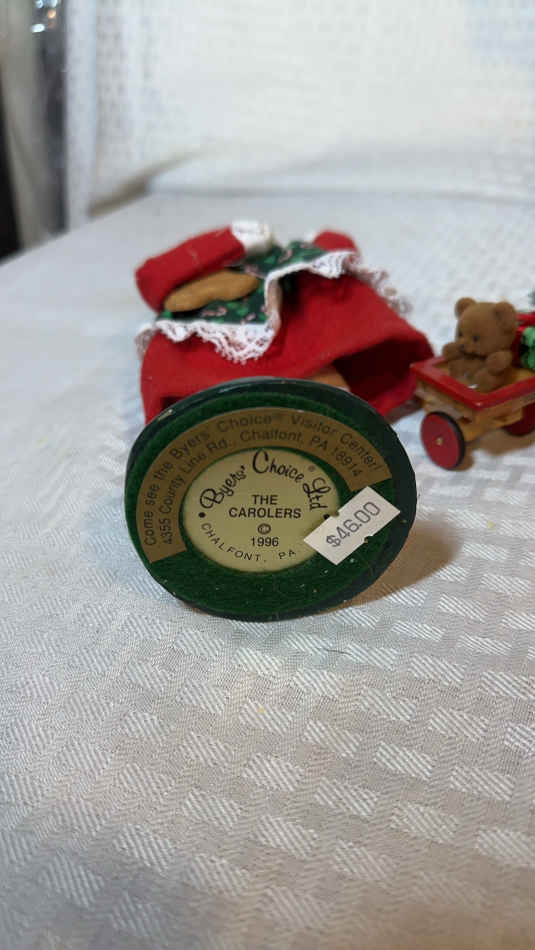 Come see the Byers' Choice® Visitor Center!
4355 County Line Rd., Chalfont, PA 18914
• Byers' Choice® Ltd •
THE
CAROLERS
©
1996
CHALFONT, PA.
$46.00